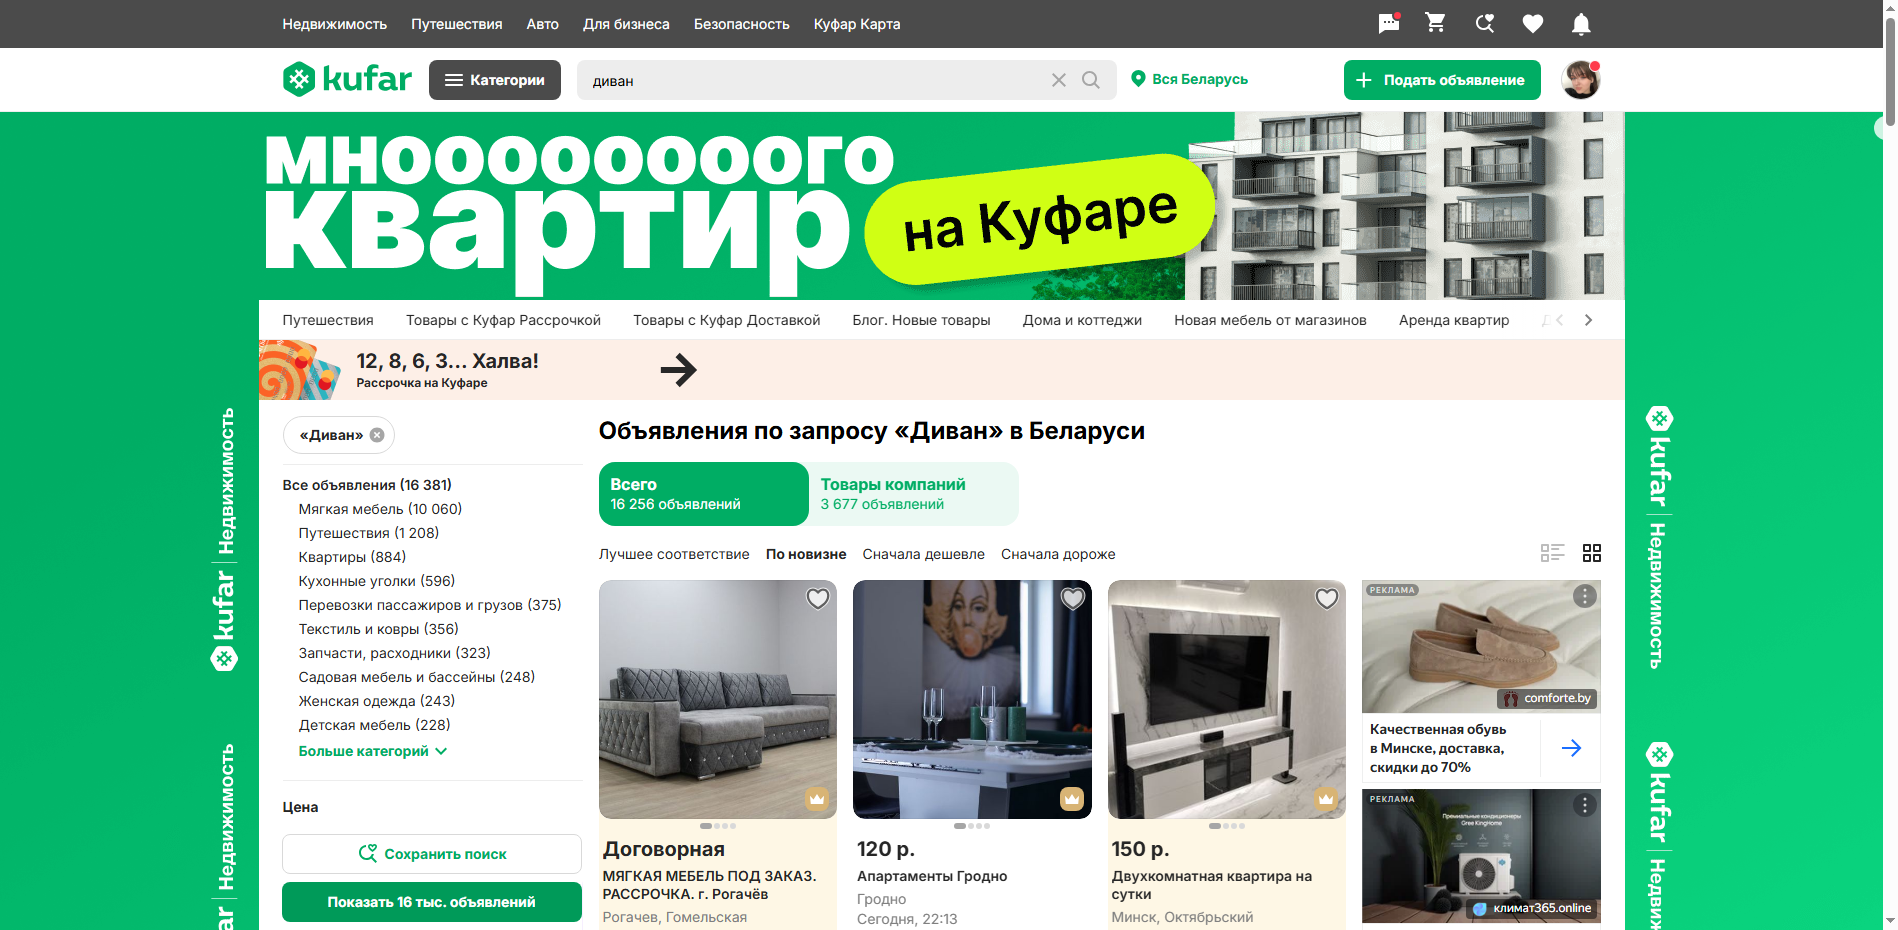 Недвижимость Путешествия Авто Для бизнеса Безопасность Куфар Карта
kufar Категории диван Вся Беларусь Подать объявление
мноооооооого
квартир
на Куфаре
Путешествия Товары с Куфар Рассрочкой Товары с Куфар Доставкой Блог. Новые товары Дома и коттеджи Новая мебель от магазинов Аренда квартир
12, 8, 6, 3... Халва!
Рассрочка на Куфаре
«Диван»
Все объявления (16 381)
Мягкая мебель (10 060)
Путешествия (1 208)
Квартиры (884)
Кухонные уголки (596)
Перевозки пассажиров и грузов (375)
Текстиль и ковры (356)
Запчасти, расходники (323)
Садовая мебель и бассейны (248)
Женская одежда (243)
Детская мебель (228)
Больше категорий
Цена
Сохранить поиск
Показать 16 тыс. объявлений
Объявления по запросу «Диван» в Беларуси
Всего
16 256 объявлений
Товары компаний
3 677 объявлений
Лучшее соответствие По новизне Сначала дешевле Сначала дороже
Договорная
МЯГКАЯ МЕБЕЛЬ ПОД ЗАКАЗ.
РАССРОЧКА. г. Рогачёв
Рогачев, Гомельская
120 р.
Апартаменты Гродно
Гродно
Сегодня, 22:13
150 р.
Двухкомнатная квартира на
сутки
Минск, Октябрьский
РЕКЛАМА
comforte.by
Качественная обувь
в Минске, доставка,
скидки до 70%
РЕКЛАМА
Премиальные кондиционеры
Gree KingHome
климат365.online
kufar | Недвижимость
Недвижимость
kufar | Недвижимость
kufar